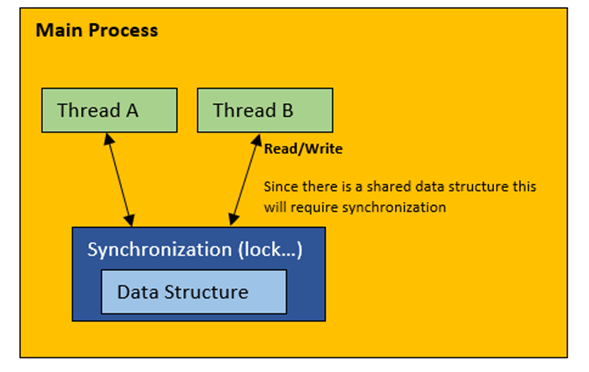 Main Process
Thread A
Thread B
Read/Write
Since there is a shared data structure this
will require synchronization
Synchronization (lock...)
Data Structure